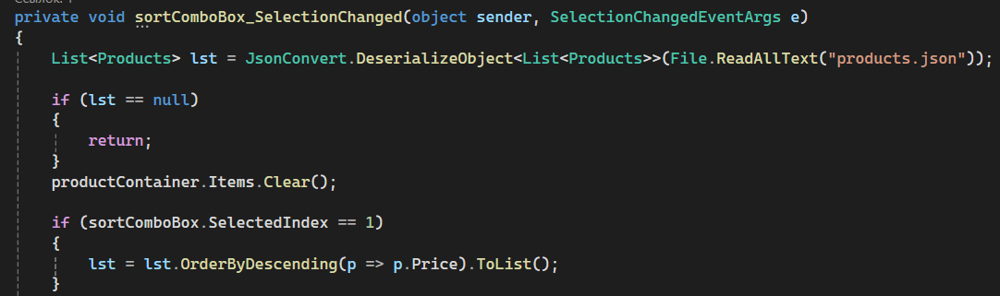 Ссылок: 1
private void sortComboBox_SelectionChanged(object sender, SelectionChangedEventArgs e)
{
List<Products> lst = JsonConvert.DeserializeObject<List<Products>>(File.ReadAllText("products.json"));
if (lst == null)
{
return;
}
productContainer.Items.Clear();
if (sortComboBox.SelectedIndex == 1)
{
lst = lst.OrderByDescending(p => p.Price).ToList();
}